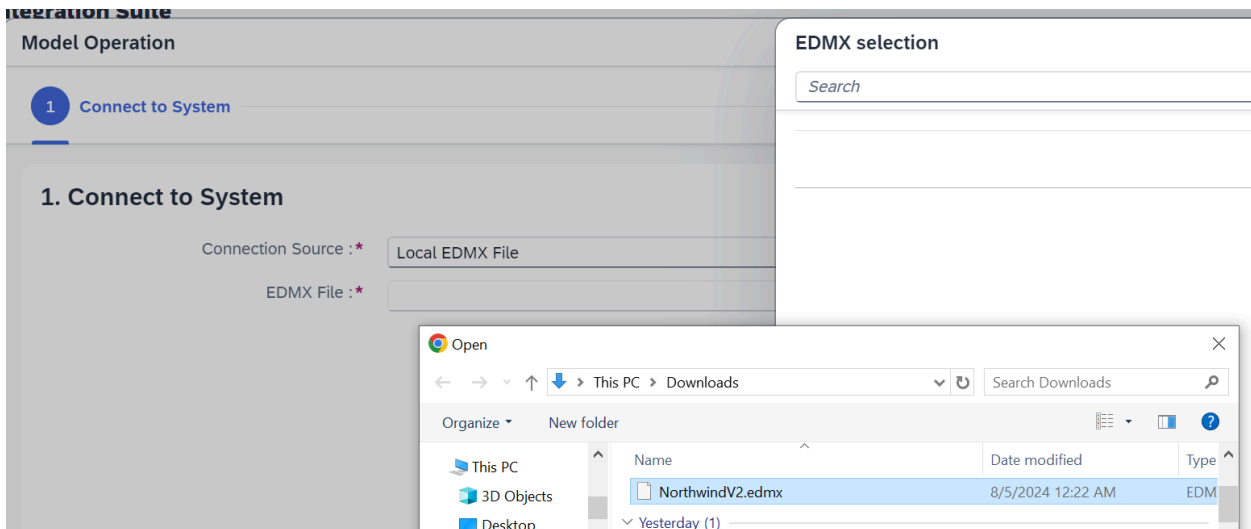 Integration Suite
Model Operation
EDMX selection
Search
1 Connect to System
1. Connect to System
Connection Source :*
Local EDMX File
EDMX File :*
Open
This PC > Downloads
Search Downloads
Organize
New folder
?
Name
Date modified
Type
This PC
3D Objects
Desktop
NorthwindV2.edmx
8/5/2024 12:22 AM
EDM
Yesterday (1)